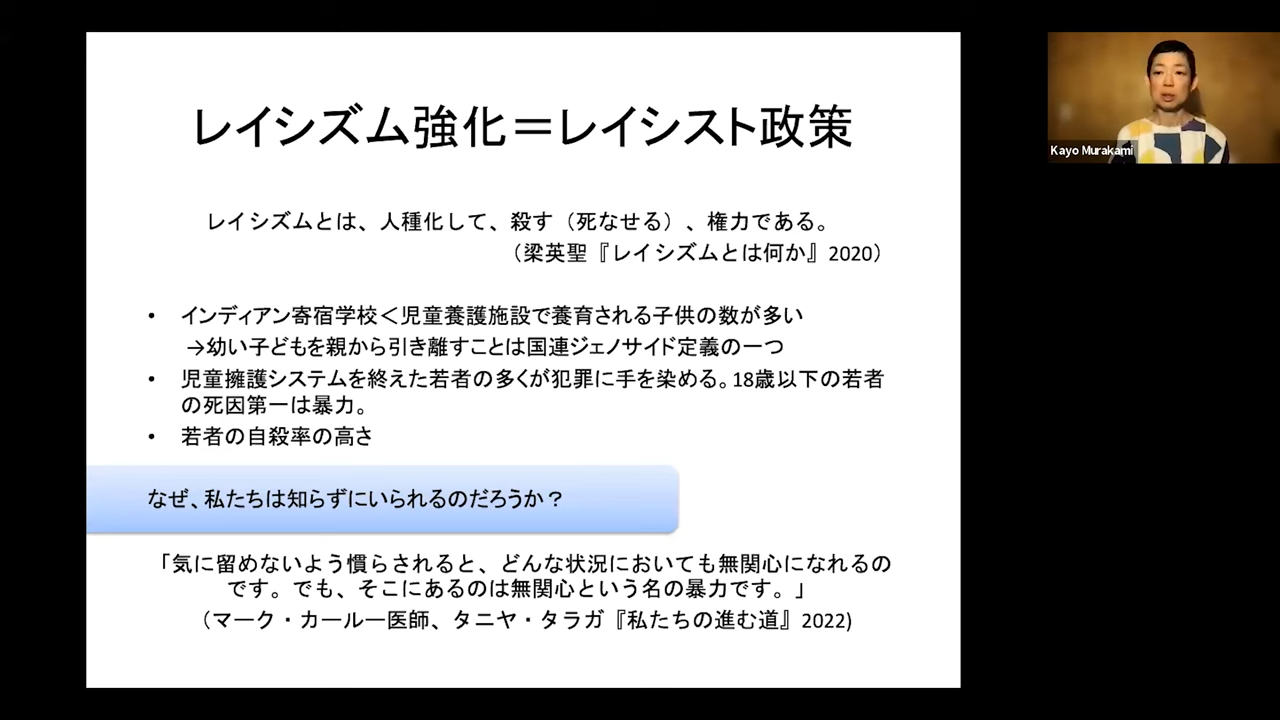 レイシズム強化＝レイシスト政策
レイシズムとは、人種化して、殺す（死なせる）、権力である。
（梁英聖『レイシズムとは何か』2020）
• インディアン寄宿学校＜児童養護施設で養育される子供の数が多い
→幼い子どもを親から引き離すことは国連ジェノサイド定義の一つ
• 児童擁護システムを終えた若者の多くが犯罪に手を染める。18歳以下の若者
の死因第一は暴力。
• 若者の自殺率の高さ
なぜ、私たちは知らずにいられるのだろうか？
「気に留めないよう慣らされると、どんな状況においても無関心になれるの
です。でも、そこにあるのは無関心という名の暴力です。」
（マーク・カールー医師、タニヤ・タラガ『私たちの進む道』2022)
Kayo Murakami